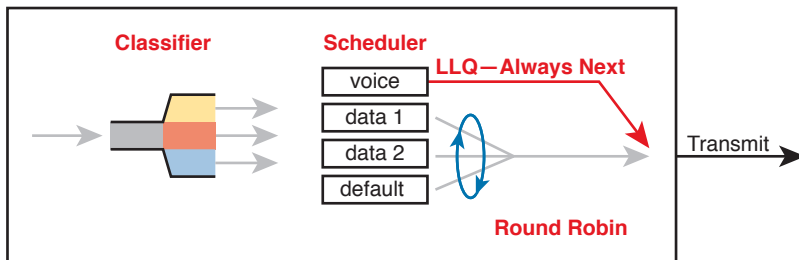 Classifier
Scheduler
voice
LLQ—Always Next
data 1
data 2
default
Transmit
Round Robin